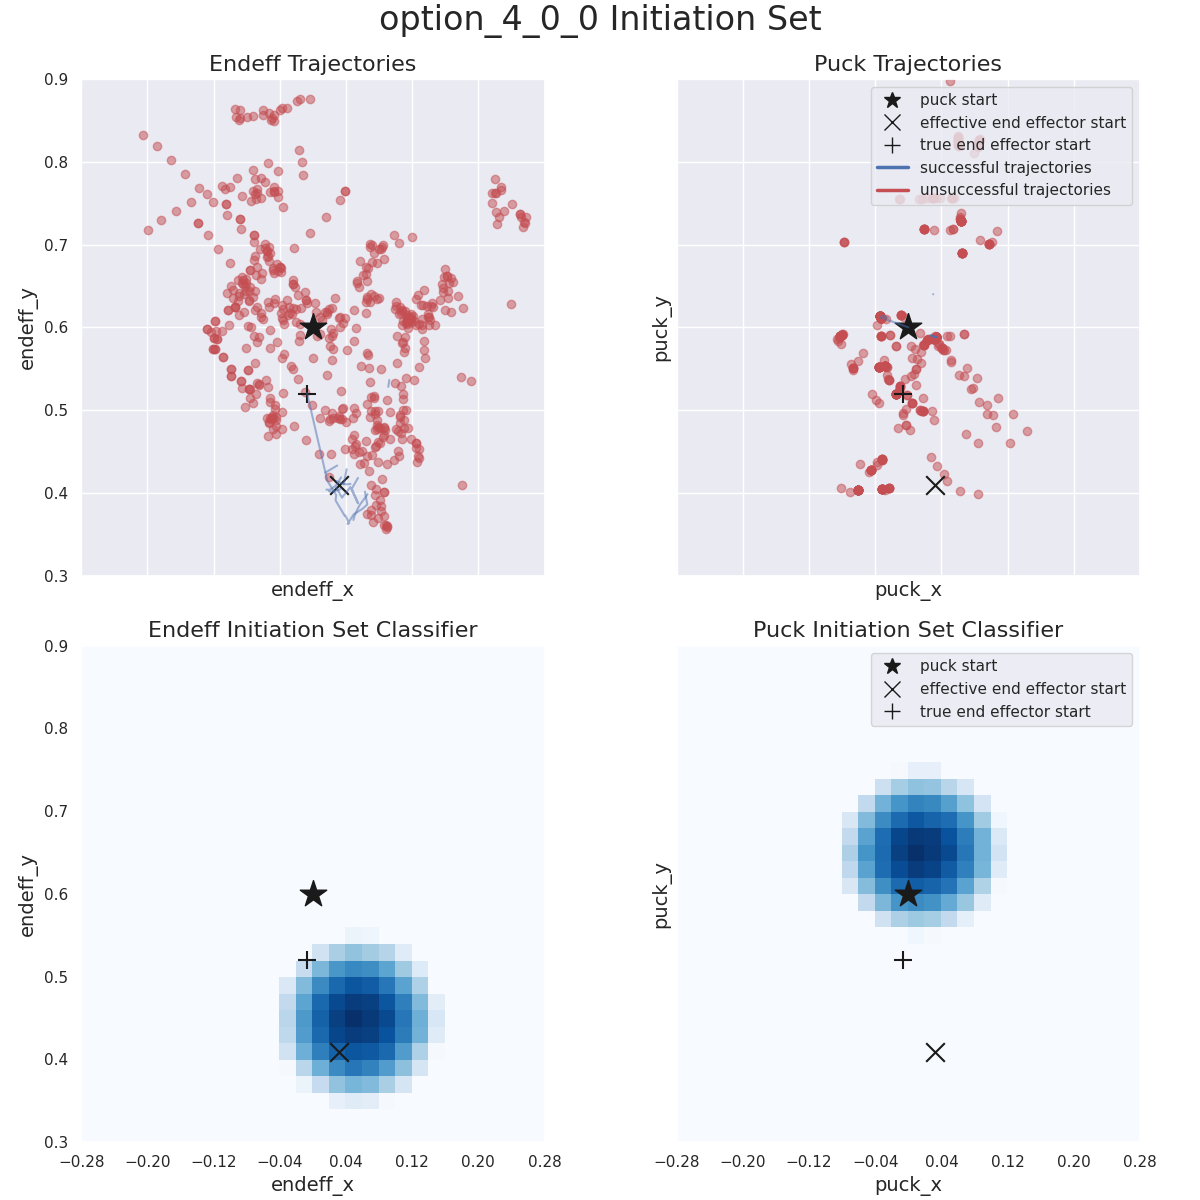 option_4_0_0 Initiation Set
Endeff Trajectories
0.9
0.8
0.7
0.6
0.5
0.4
0.3
endeff_y
endeff_x
Puck Trajectories
puck start
effective end effector start
true end effector start
successful trajectories
unsuccessful trajectories
puck_y
puck_x
Endeff Initiation Set Classifier
0.9
0.8
0.7
0.6
0.5
0.4
0.3
endeff_y
−0.28 −0.20 −0.12 −0.04 0.04 0.12 0.20 0.28
endeff_x
Puck Initiation Set Classifier
puck start
effective end effector start
true end effector start
puck_y
−0.28 −0.20 −0.12 −0.04 0.04 0.12 0.20 0.28
puck_x